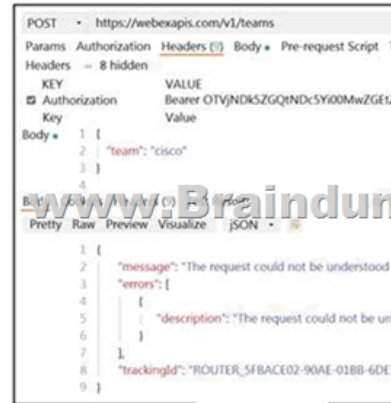 POST https://webexapis.com/v1/teams
Params Authorization Headers (9) Body Pre-request Script
Headers 8 hidden
KEY VALUE
Authorization Bearer
Key Value
Body 1 {
2 "team": "cisco"
3 }
4
www.Braindum
Pretty Raw Preview Visualize JSON
1 {
2 "message": "The request could not be understood
3 "errors": [
4 {
5 "description": "The request could not be un
6 }
7 ],
8 "trackingId": "ROUTER_5FBACE02-90AE-01BB-6DE
9 }